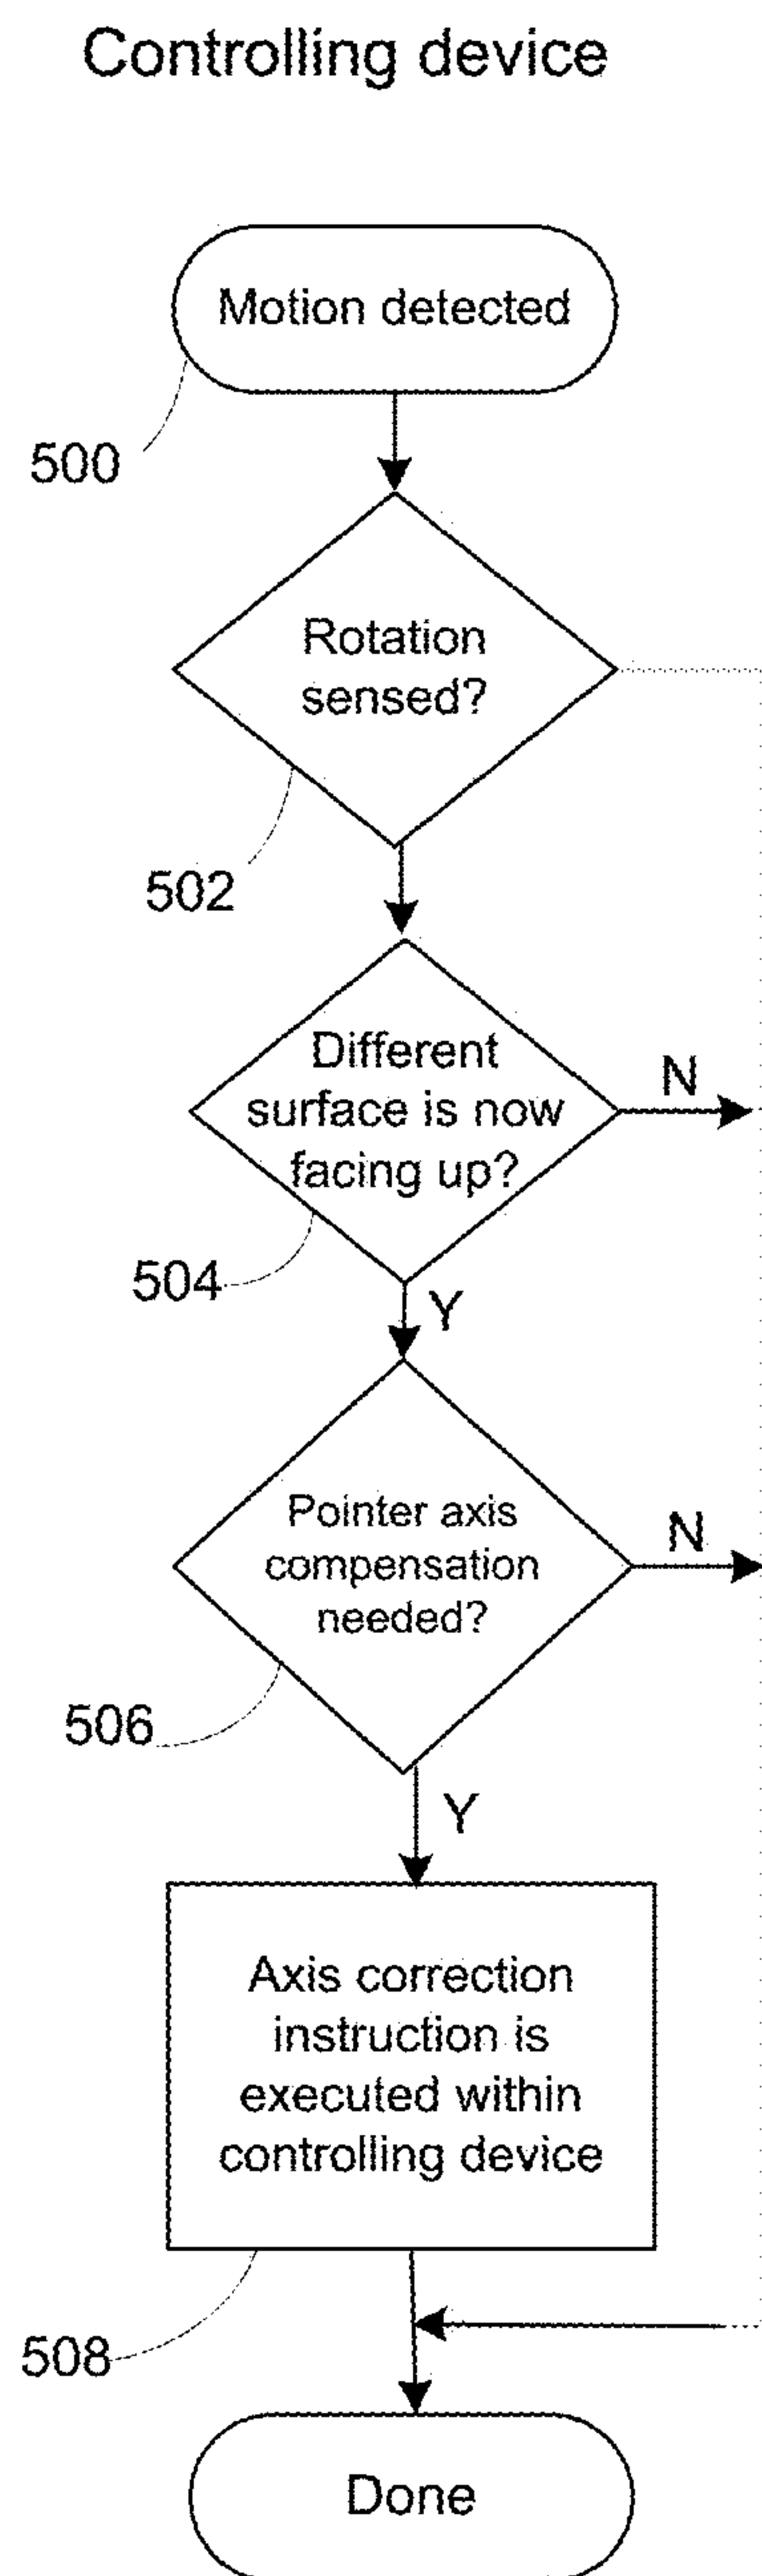 Controlling device
Motion detected
500
Rotation
sensed?
502
Different
surface is now
facing up?
N
504
Y
Pointer axis
compensation
needed?
N
506
Y
Axis correction
instruction is
executed within
controlling device
508
Done